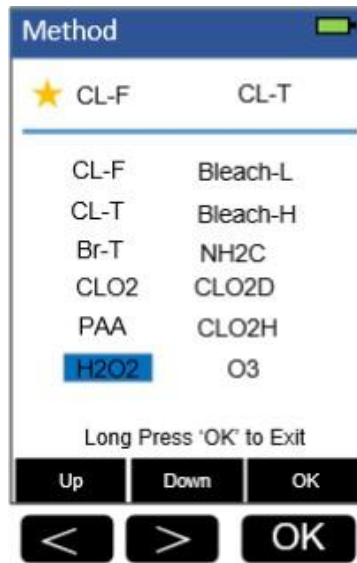 Method
CL-F CL-T
CL-F Bleach-L
CL-T Bleach-H
Br-T NH2C
CLO2 CLO2D
PAA CLO2H
H2O2 O3
Long Press 'OK' to Exit
Up Down OK
< > OK